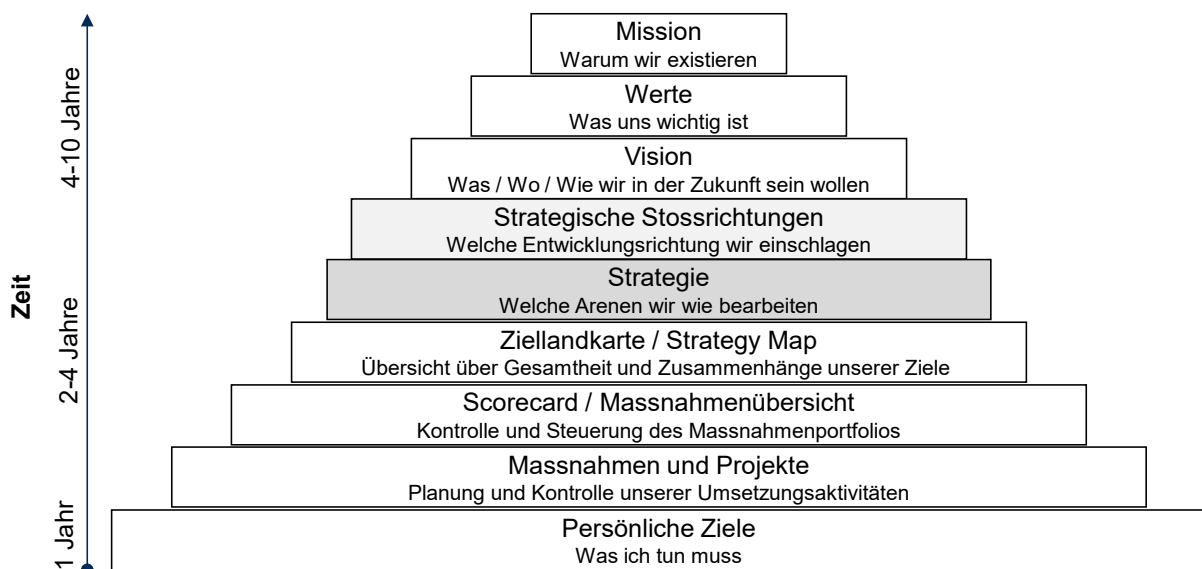 Mission
Warum wir existieren
Werte
Was uns wichtig ist
Vision
Was / Wo / Wie wir in der Zukunft sein wollen
Strategische Stossrichtungen
Welche Entwicklungsrichtung wir einschlagen
Strategie
Welche Arenen wir wie bearbeiten
Ziellandkarte / Strategy Map
Übersicht über Gesamtheit und Zusammenhänge unserer Ziele
Scorecard / Massnahmenübersicht
Kontrolle und Steuerung des Massnahmenportfolios
Massnahmen und Projekte
Planung und Kontrolle unserer Umsetzungsaktivitäten
Persönliche Ziele
Was ich tun muss
Zeit
4-10 Jahre
2-4 Jahre
1 Jahr